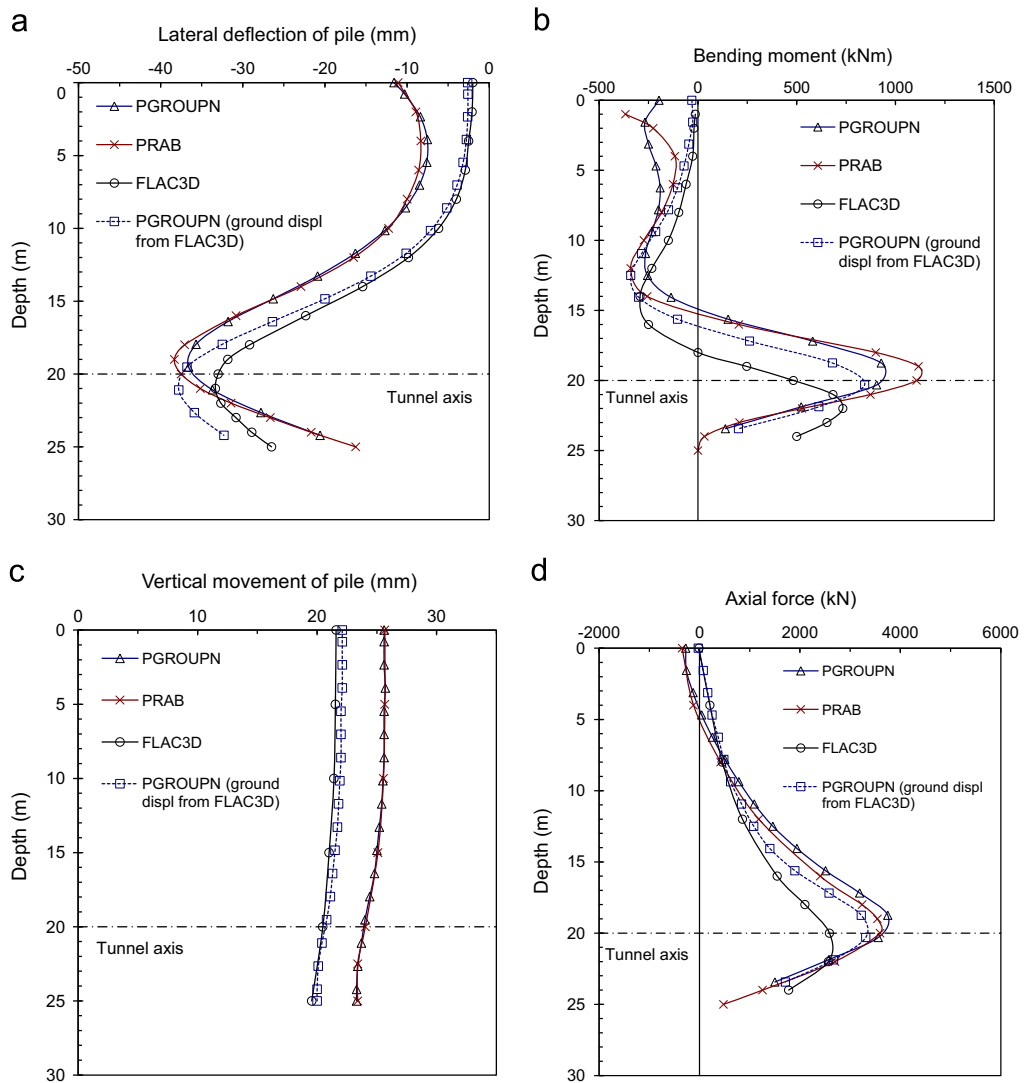 a
Lateral deflection of pile (mm)
-50 -40 -30 -20 -10 0
0
5
10
15
20
25
30
Depth (m)
PGROUPN
PRAB
FLAC3D
PGROUPN (ground displ
from FLAC3D)
Tunnel axis
b
Bending moment (kNm)
-500 0 500 1000 1500
0
5
10
15
20
25
30
Depth (m)
PGROUPN
PRAB
FLAC3D
PGROUPN (ground
displ from FLAC3D)
Tunnel axis
c
Vertical movement of pile (mm)
0 10 20 30
0
5
10
15
20
25
30
Depth (m)
PGROUPN
PRAB
FLAC3D
PGROUPN (ground
displ from FLAC3D)
Tunnel axis
d
Axial force (kN)
-2000 0 2000 4000 6000
0
5
10
15
20
25
30
Depth (m)
PGROUPN
PRAB
FLAC3D
PGROUPN (ground displ
from FLAC3D)
Tunnel axis